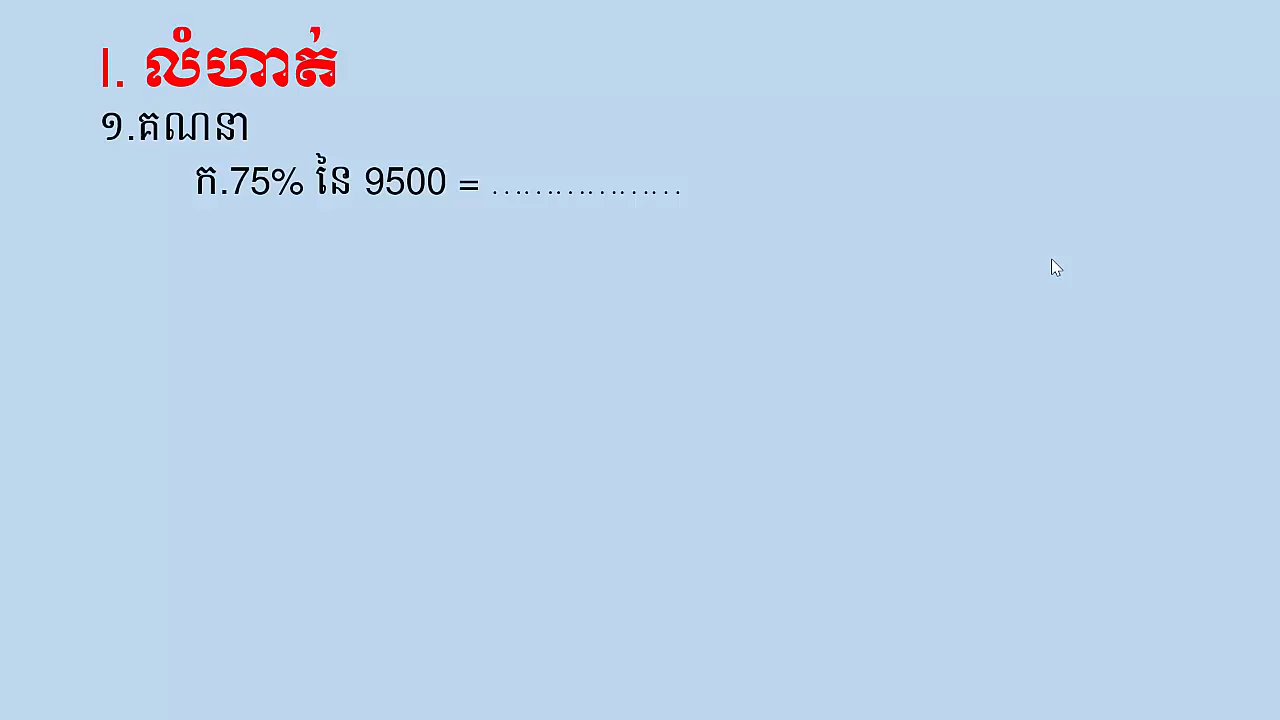 I. លំហាត់
១.គណនា
ក.75% នៃ 9500 = ………………